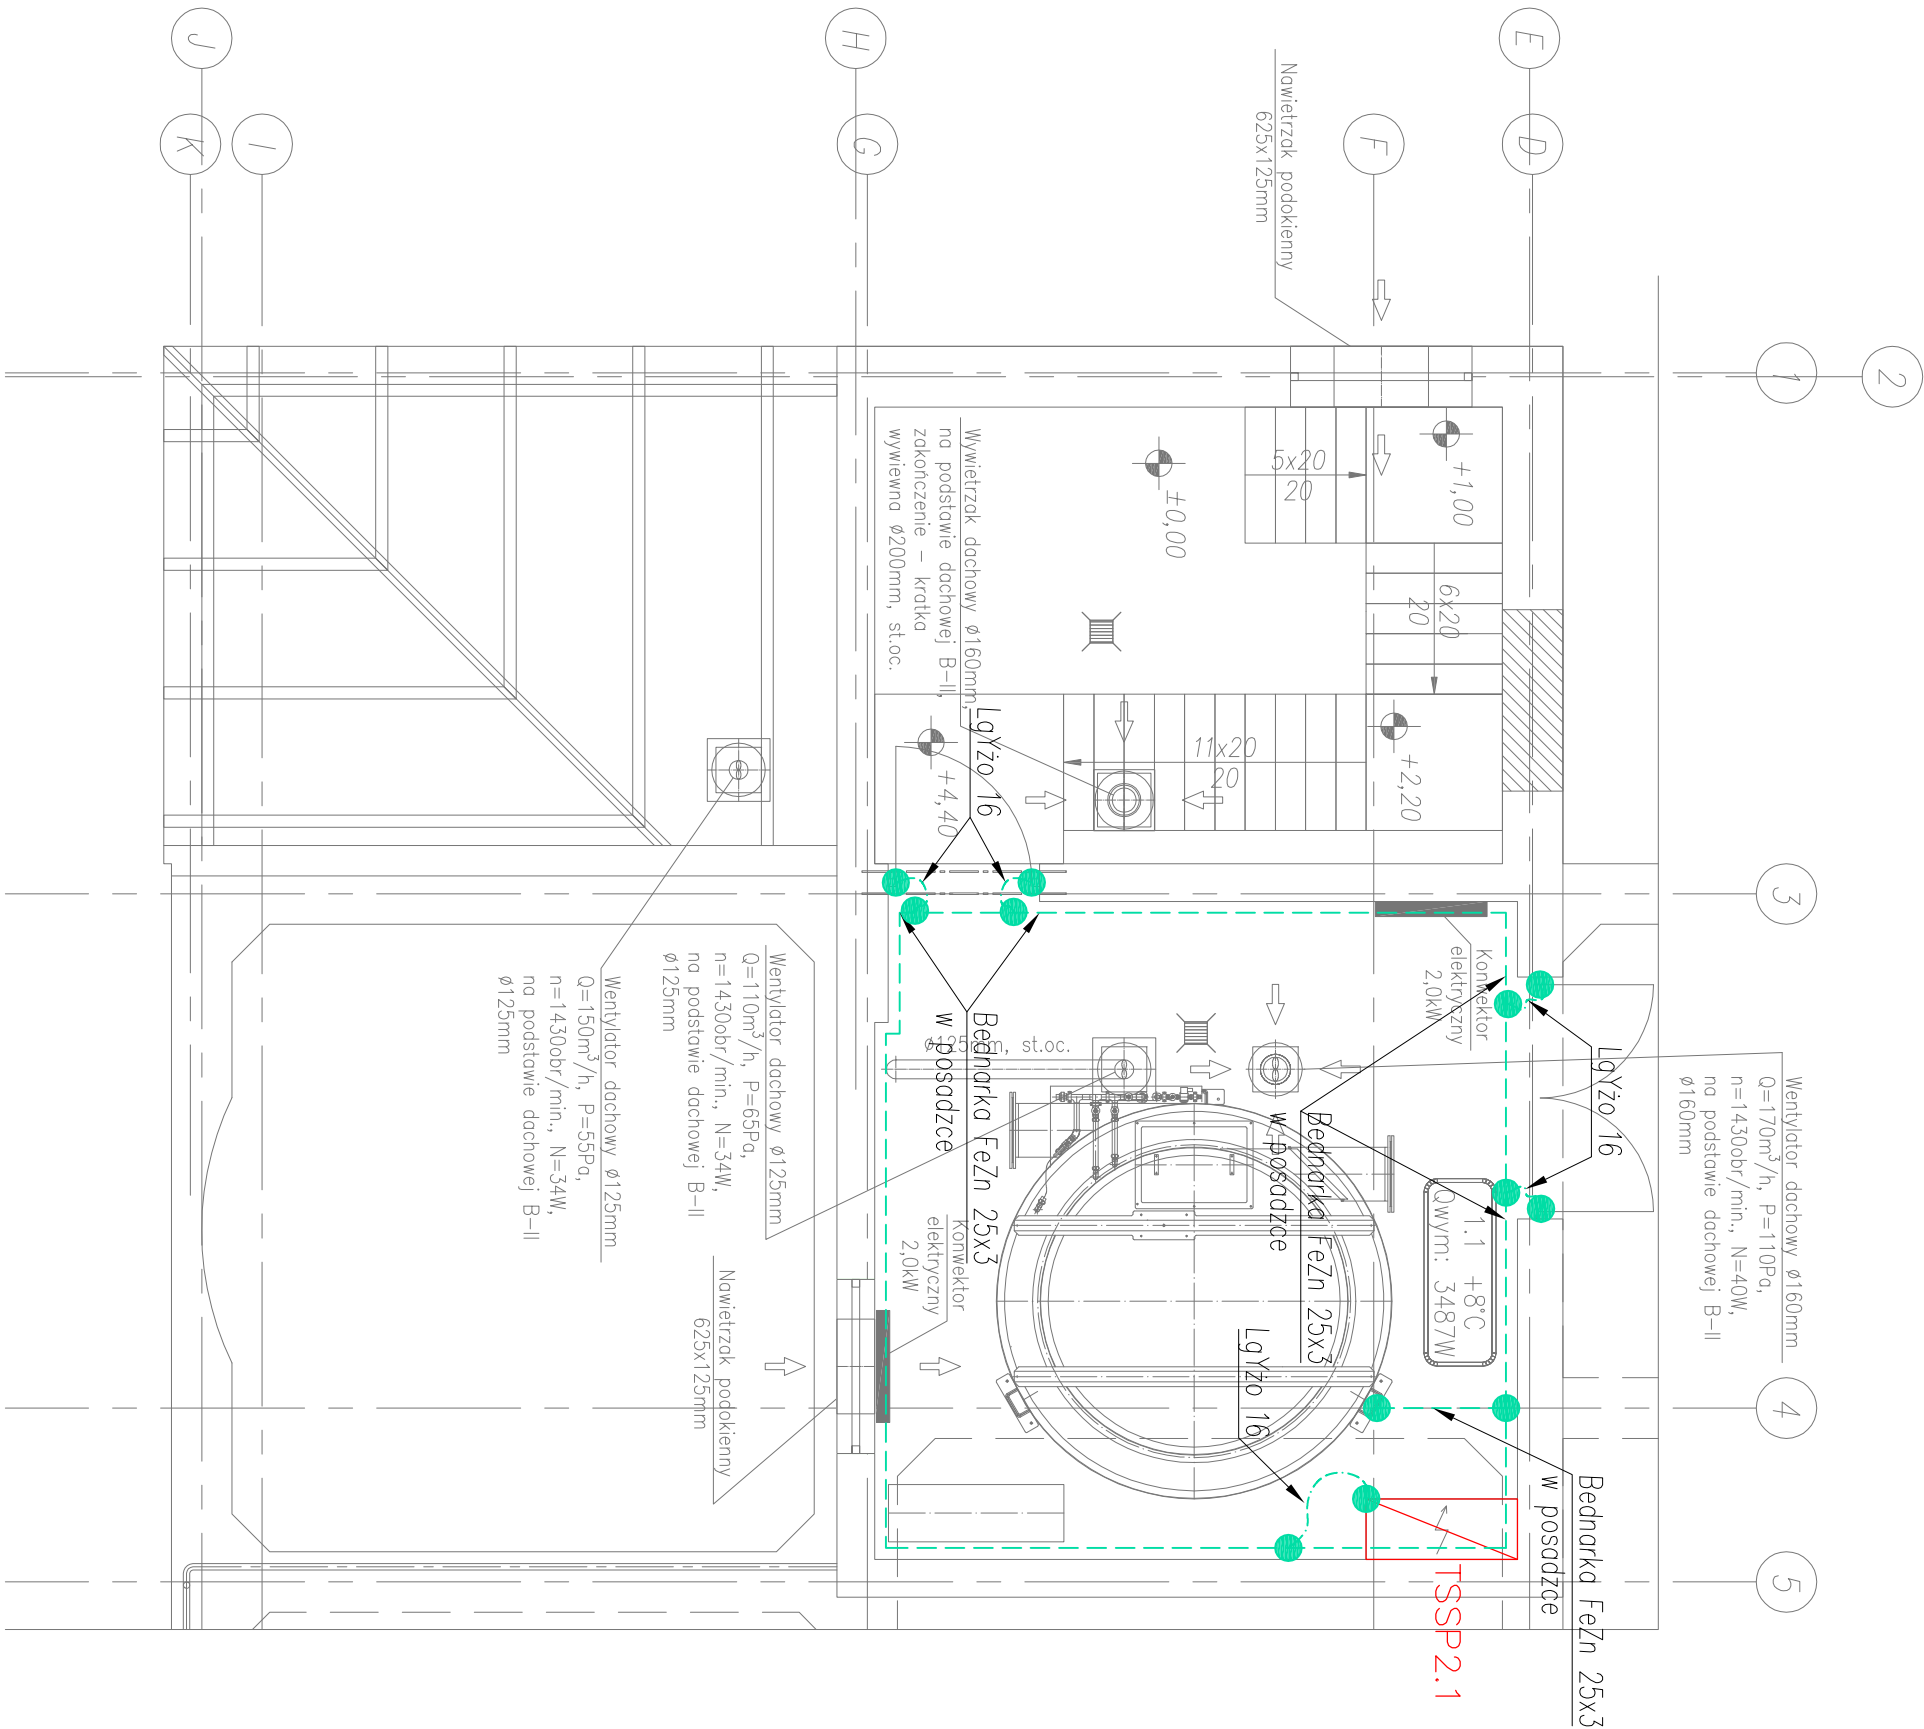 J
H
E
K
I
G
F
D
1
2
3
4
5
Nawietrzak podokienny
625x125mm
+1,00
±0,00
5x20
20
6x20
20
+2,20
11x20
20
+4,40
Wywietrzak dachowy ø160mm,
na podstawie dachowej B-II,
zakończenie - kratka
wywiewna ø200mm, st.oc.
LgYżo 16
Bednarka FeZn 25x3
w posadzce
ø125mm, st.oc.
Konwektor
elektryczny
2,0kW
LgYżo 16
Wentylator dachowy ø160mm
Q=170m³/h, P=110Pa,
n=1430obr/min., N=40W,
na podstawie dachowej B-II
ø160mm
Bednarka FeZn 25x3
w posadzce
1.1 +8°C
Qwym: 3487W
Wentylator dachowy ø125mm
Q=110m³/h, P=65Pa,
n=1430obr/min., N=34W,
na podstawie dachowej B-II
ø125mm
Wentylator dachowy ø125mm
Q=150m³/h, P=55Pa,
n=1430obr/min., N=34W,
na podstawie dachowej B-II
ø125mm
Konwektor
elektryczny
2,0kW
Nawietrzak podokienny
625x125mm
LgYżo 16
Bednarka FeZn 25x3
w posadzce
TSSP2.1